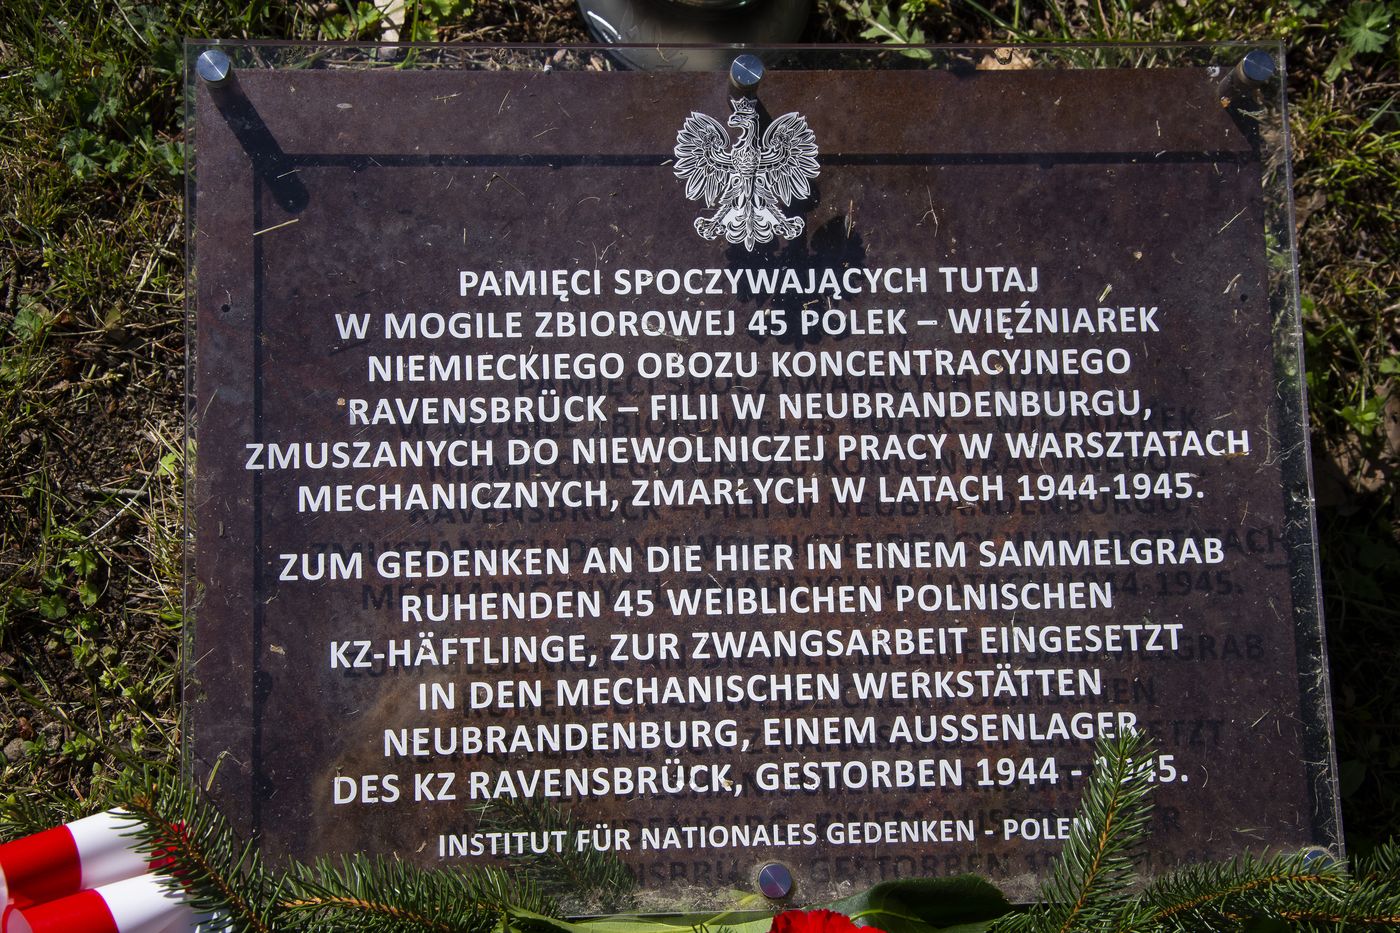 PAMIĘCI SPOCZYWAJĄCYCH TUTAJ
W MOGILE ZBIOROWEJ 45 POLEK – WIĘŹNIAREK
NIEMIECKIEGO OBOZU KONCENTRACYJNEGO
RAVENSBRÜCK – FILII W NEUBRANDENBURGU,
ZMUSZANYCH DO NIEWOLNICZEJ PRACY W WARSZTATACH
MECHANICZNYCH, ZMARŁYCH W LATACH 1944-1945.
ZUM GEDENKEN AN DIE HIER IN EINEM SAMMELGRAB
RUHENDEN 45 WEIBLICHEN POLNISCHEN
KZ-HÄFTLINGE, ZUR ZWANGSARBEIT EINGESETZT
IN DEN MECHANISCHEN WERKSTÄTTEN
NEUBRANDENBURG, EINEM AUSSENLAGER
DES KZ RAVENSBRÜCK, GESTORBEN 1944 - 1945.
INSTITUT FÜR NATIONALES GEDENKEN - POLEN